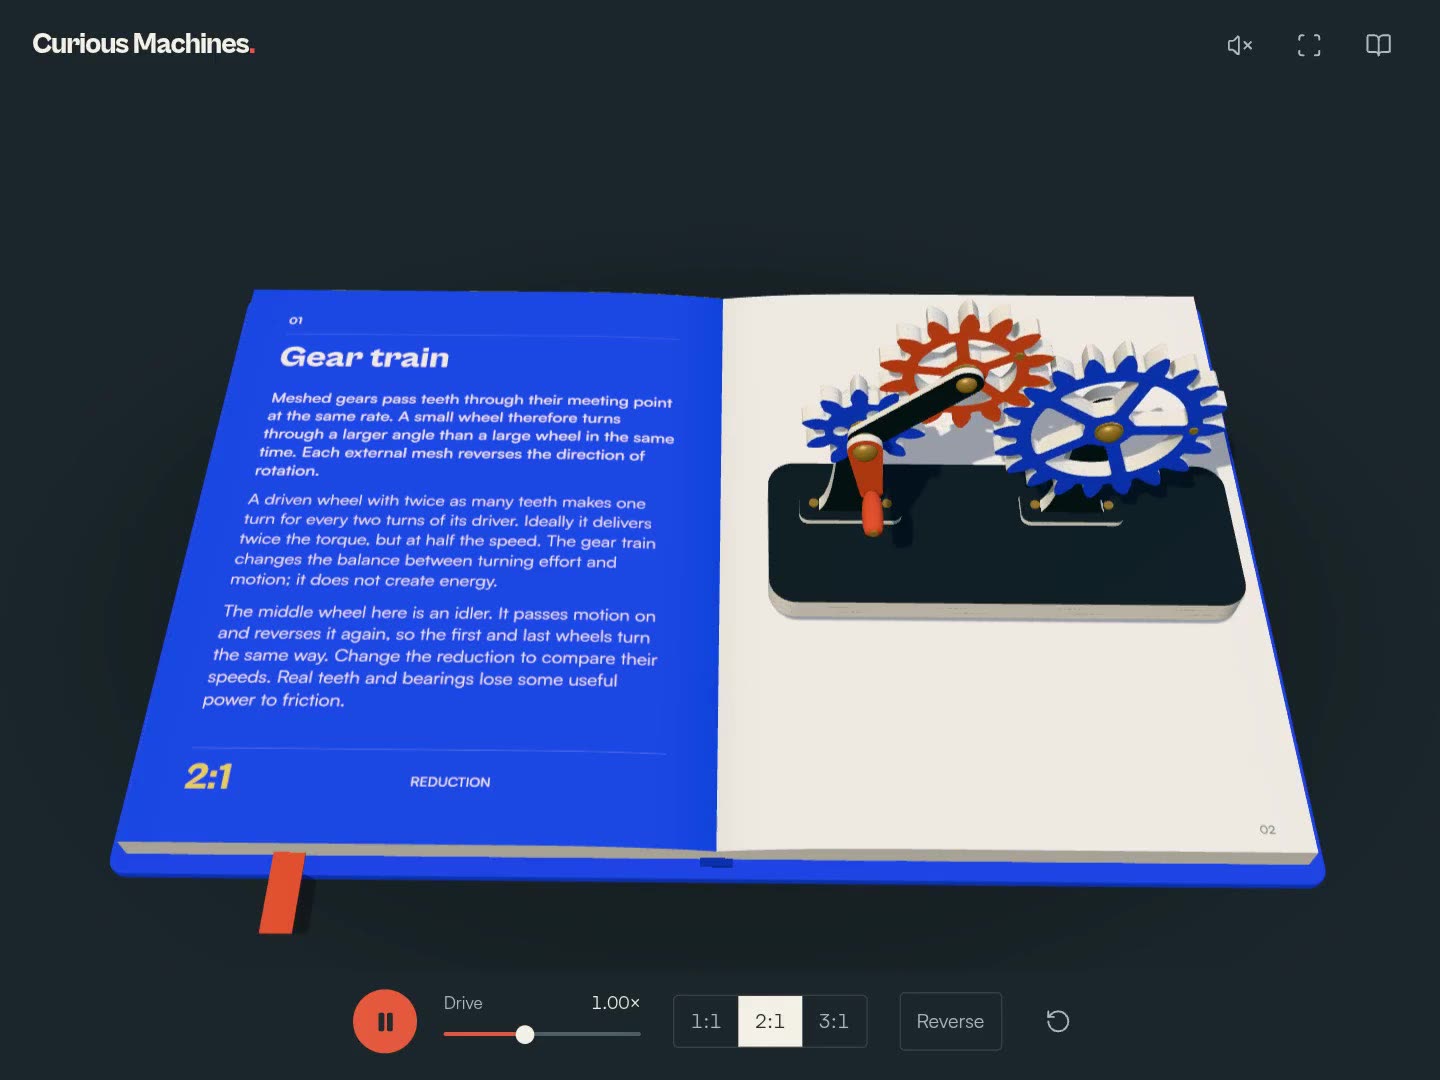 Curious Machines.
01
Gear train
Meshed gears pass teeth through their meeting point
at the same rate. A small wheel therefore turns
through a larger angle than a large wheel in the same
time. Each external mesh reverses the direction of
rotation.
A driven wheel with twice as many teeth makes one
turn for every two turns of its driver. Ideally it delivers
twice the torque, but at half the speed. The gear train
changes the balance between turning effort and
motion; it does not create energy.
The middle wheel here is an idler. It passes motion on
and reverses it again, so the first and last wheels turn
the same way. Change the reduction to compare their
speeds. Real teeth and bearings lose some useful
power to friction.
2:1 REDUCTION
02
Drive 1.00×
1:1 2:1 3:1 Reverse